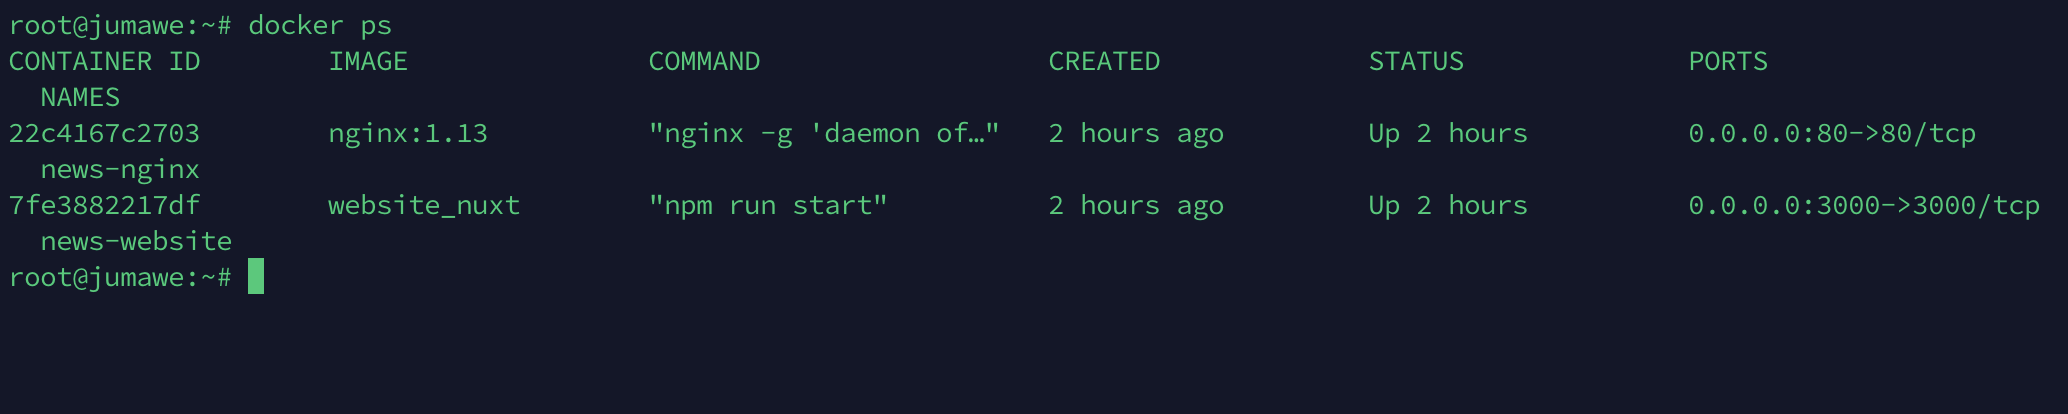 root@jumawe:~# docker ps
CONTAINER ID        IMAGE               COMMAND                  CREATED             STATUS              PORTS
  NAMES
22c4167c2703        nginx:1.13          "nginx -g 'daemon of…"   2 hours ago         Up 2 hours          0.0.0.0:80->80/tcp
  news-nginx
7fe3882217df        website_nuxt        "npm run start"          2 hours ago         Up 2 hours          0.0.0.0:3000->3000/tcp
  news-website
root@jumawe:~#